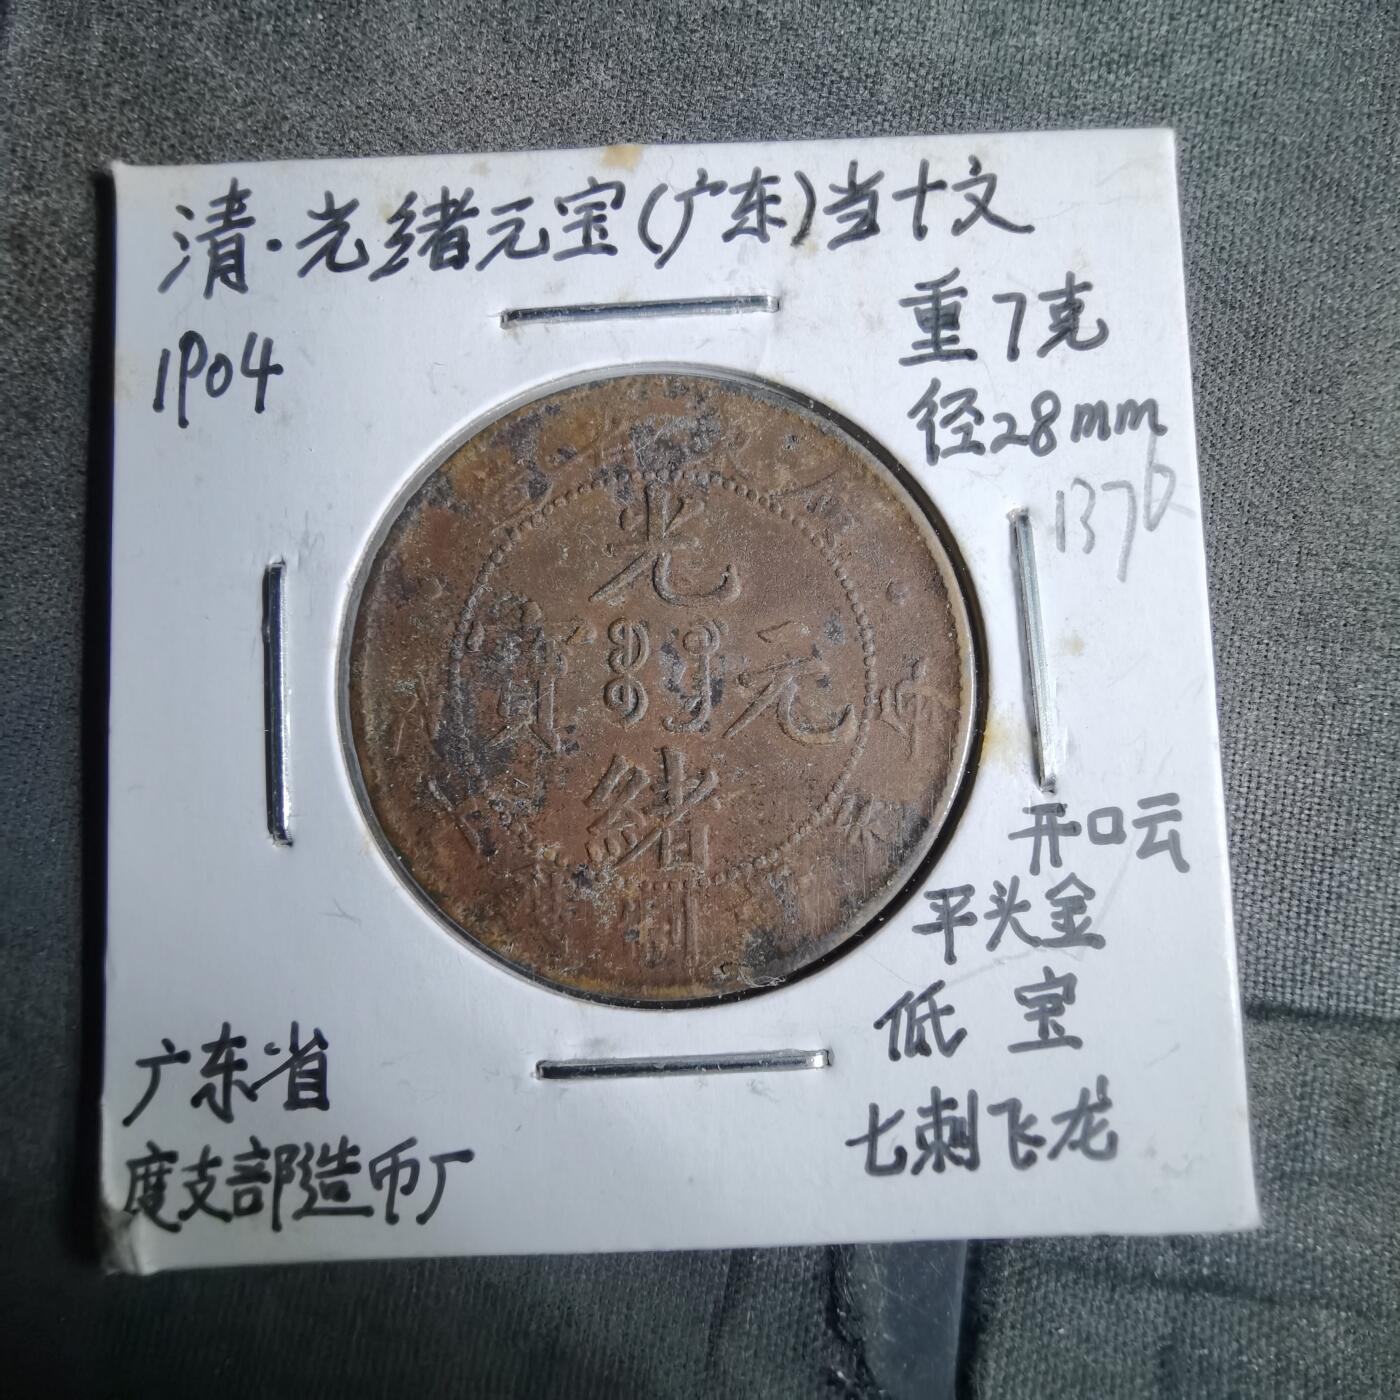 清·光绪元宝(广东)当十文
1904
重7克
径28mm
137b
光
寶 元
緒
制
开口云
平头金
低 宝
七刺飞龙
广东省
度支部造币厂